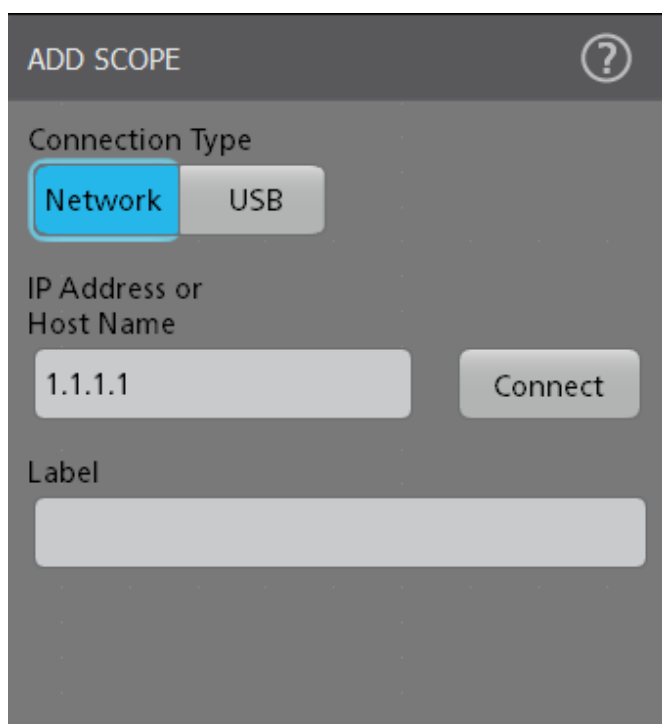 ADD SCOPE ?
Connection Type
Network USB
IP Address or
Host Name
1.1.1.1 Connect
Label